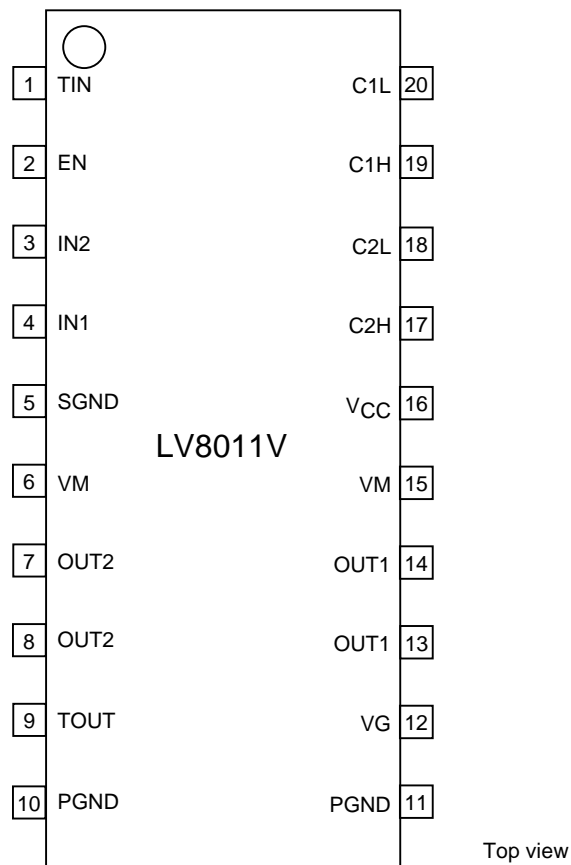 1 TIN C1L 20
2 EN C1H 19
3 IN2 C2L 18
4 IN1 C2H 17
5 SGND VCC 16
LV8011V
6 VM VM 15
7 OUT2 OUT1 14
8 OUT2 OUT1 13
9 TOUT VG 12
10 PGND PGND 11
Top view